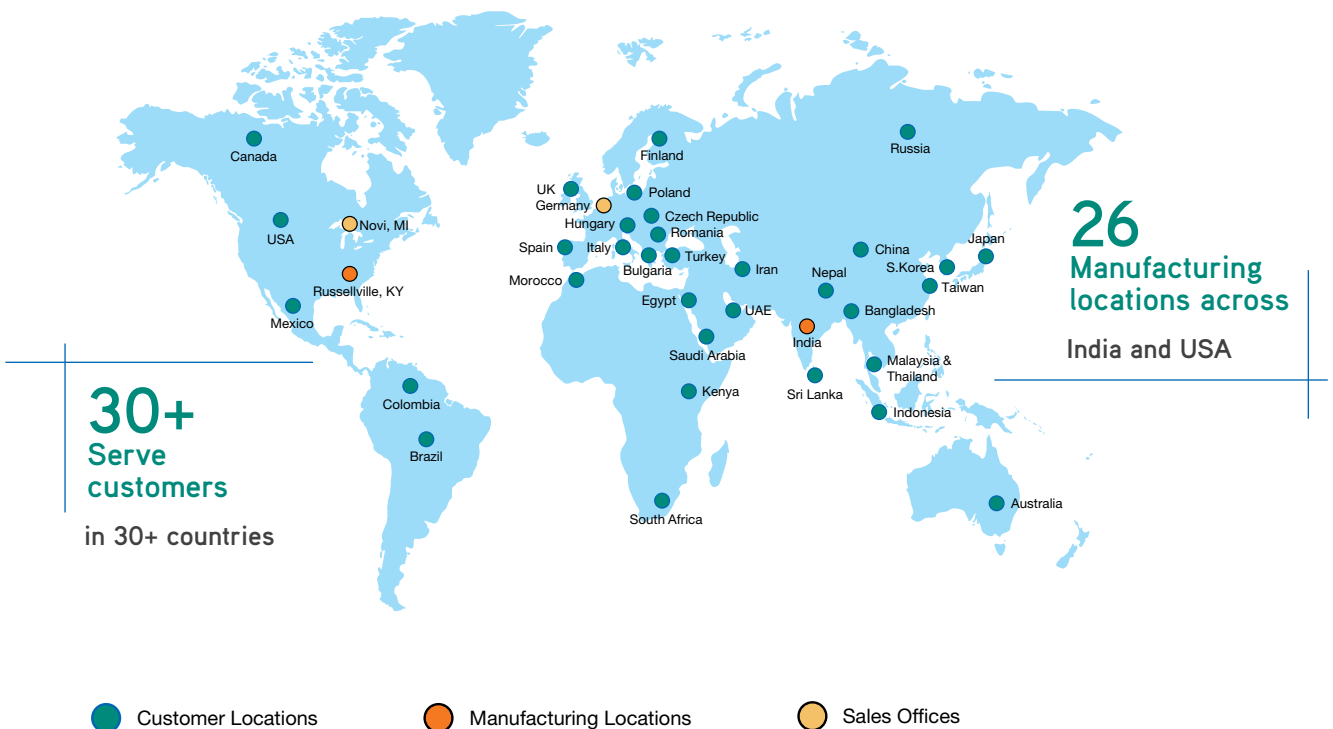 Canada
Finland
Russia
UK
Poland
Germany
Czech Republic
Hungary
Novi, MI
Romania
USA
Spain
Italy
Turkey
Bulgaria
Morocco
Iran
China
Japan
S.Korea
Nepal
Taiwan
Russellville, KY
Mexico
Egypt
UAE
Bangladesh
India
Saudi Arabia
Malaysia &
Thailand
Sri Lanka
Kenya
Indonesia
Colombia
Brazil
South Africa
Australia
26
Manufacturing
locations across
India and USA
30+
Serve
customers
in 30+ countries
Customer Locations
Manufacturing Locations
Sales Offices